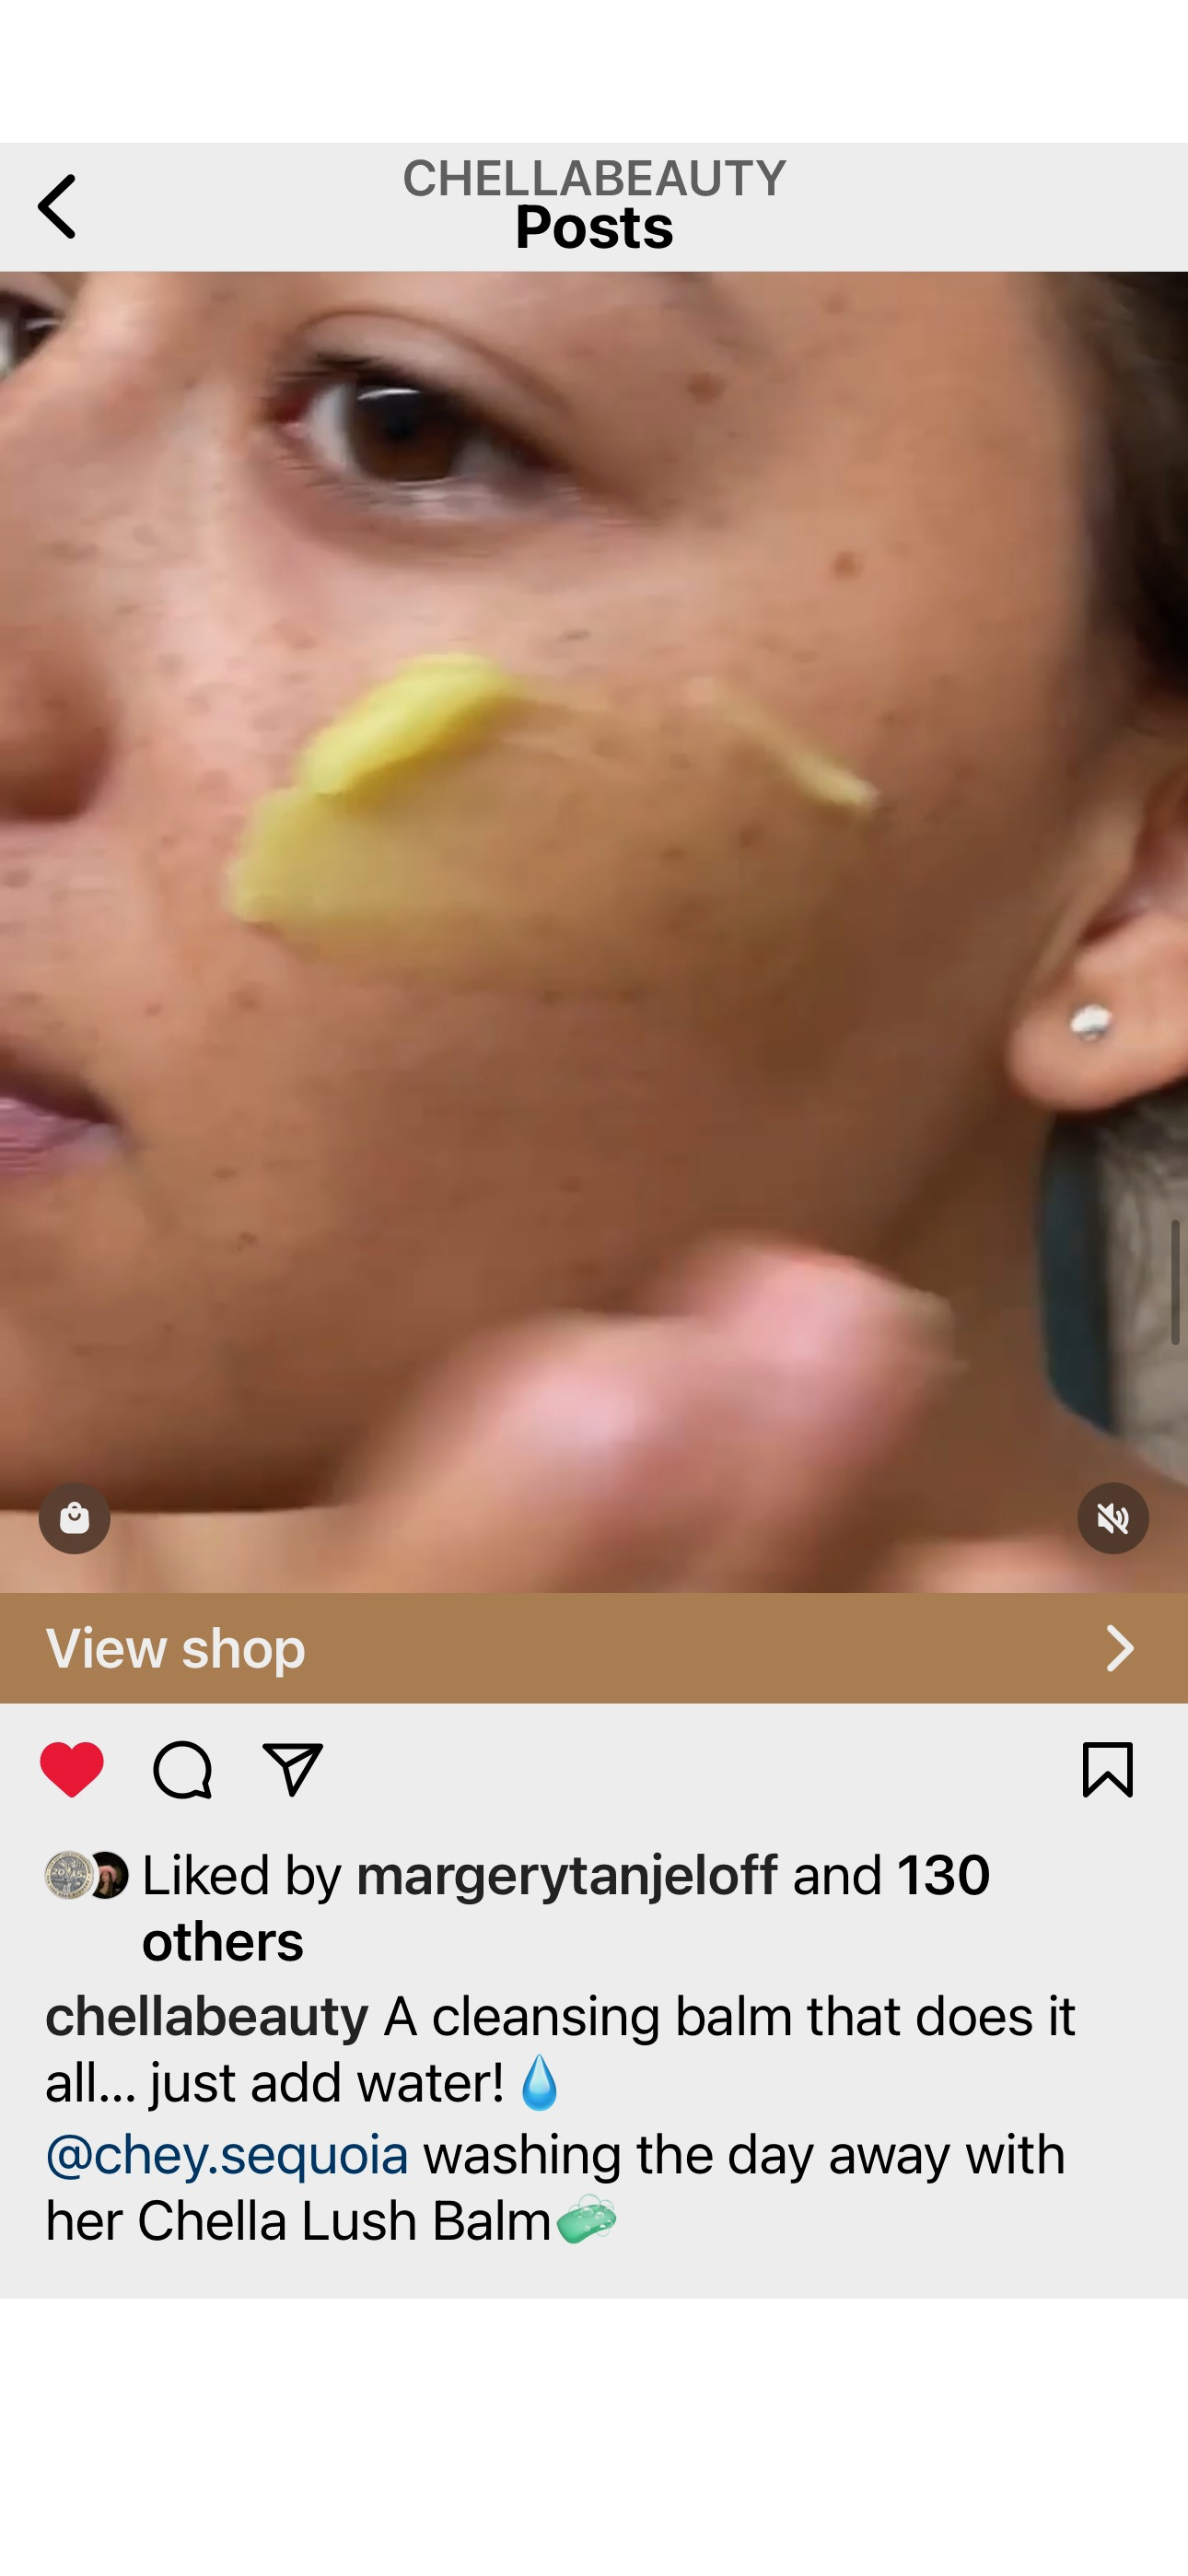 CHELLABEAUTY
Posts
View shop
Liked by margerytanjeloff and 130
others
chellabeauty A cleansing balm that does it
all... just add water!💧
@chey.sequoia washing the day away with
her Chella Lush Balm🧼